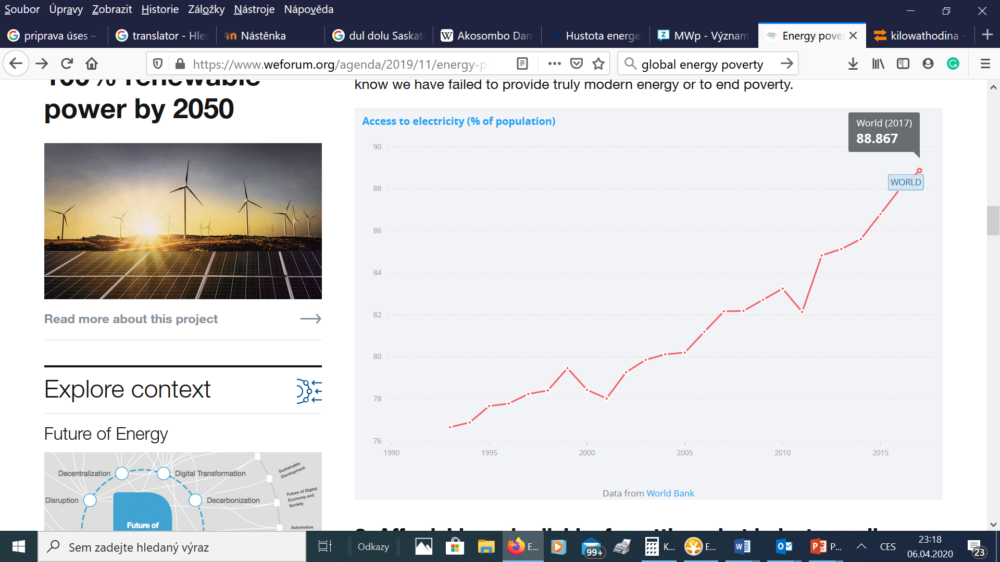 Soubor Úpravy Zobrazit Historie Záložky Nástroje Nápověda
priprava úses –
translator - Hle
Nástěnka
dul dolu Saskat
Akosombo Dam
Hustota energe
MWp - Význam
Energy pove
kilowathodina -
https://www.weforum.org/agenda/2019/11/energy-p
global energy poverty
power by 2050
Read more about this project
Explore context
Future of Energy
Decentralization
Digital Transformation
Sustainable
Development
Disruption
Decarbonization
Future of Digital
Economy and
Society
Future of
Automotive
know we have failed to provide truly modern energy or to end poverty.
Access to electricity (% of population)
World (2017)
88.867
WORLD
90
88
86
84
82
80
78
76
1990 1995 2000 2005 2010 2015
Data from World Bank
Sem zadejte hledaný výraz
Odkazy
E...
99+
K...
E...
P...
CES
23:18
06.04.2020
23